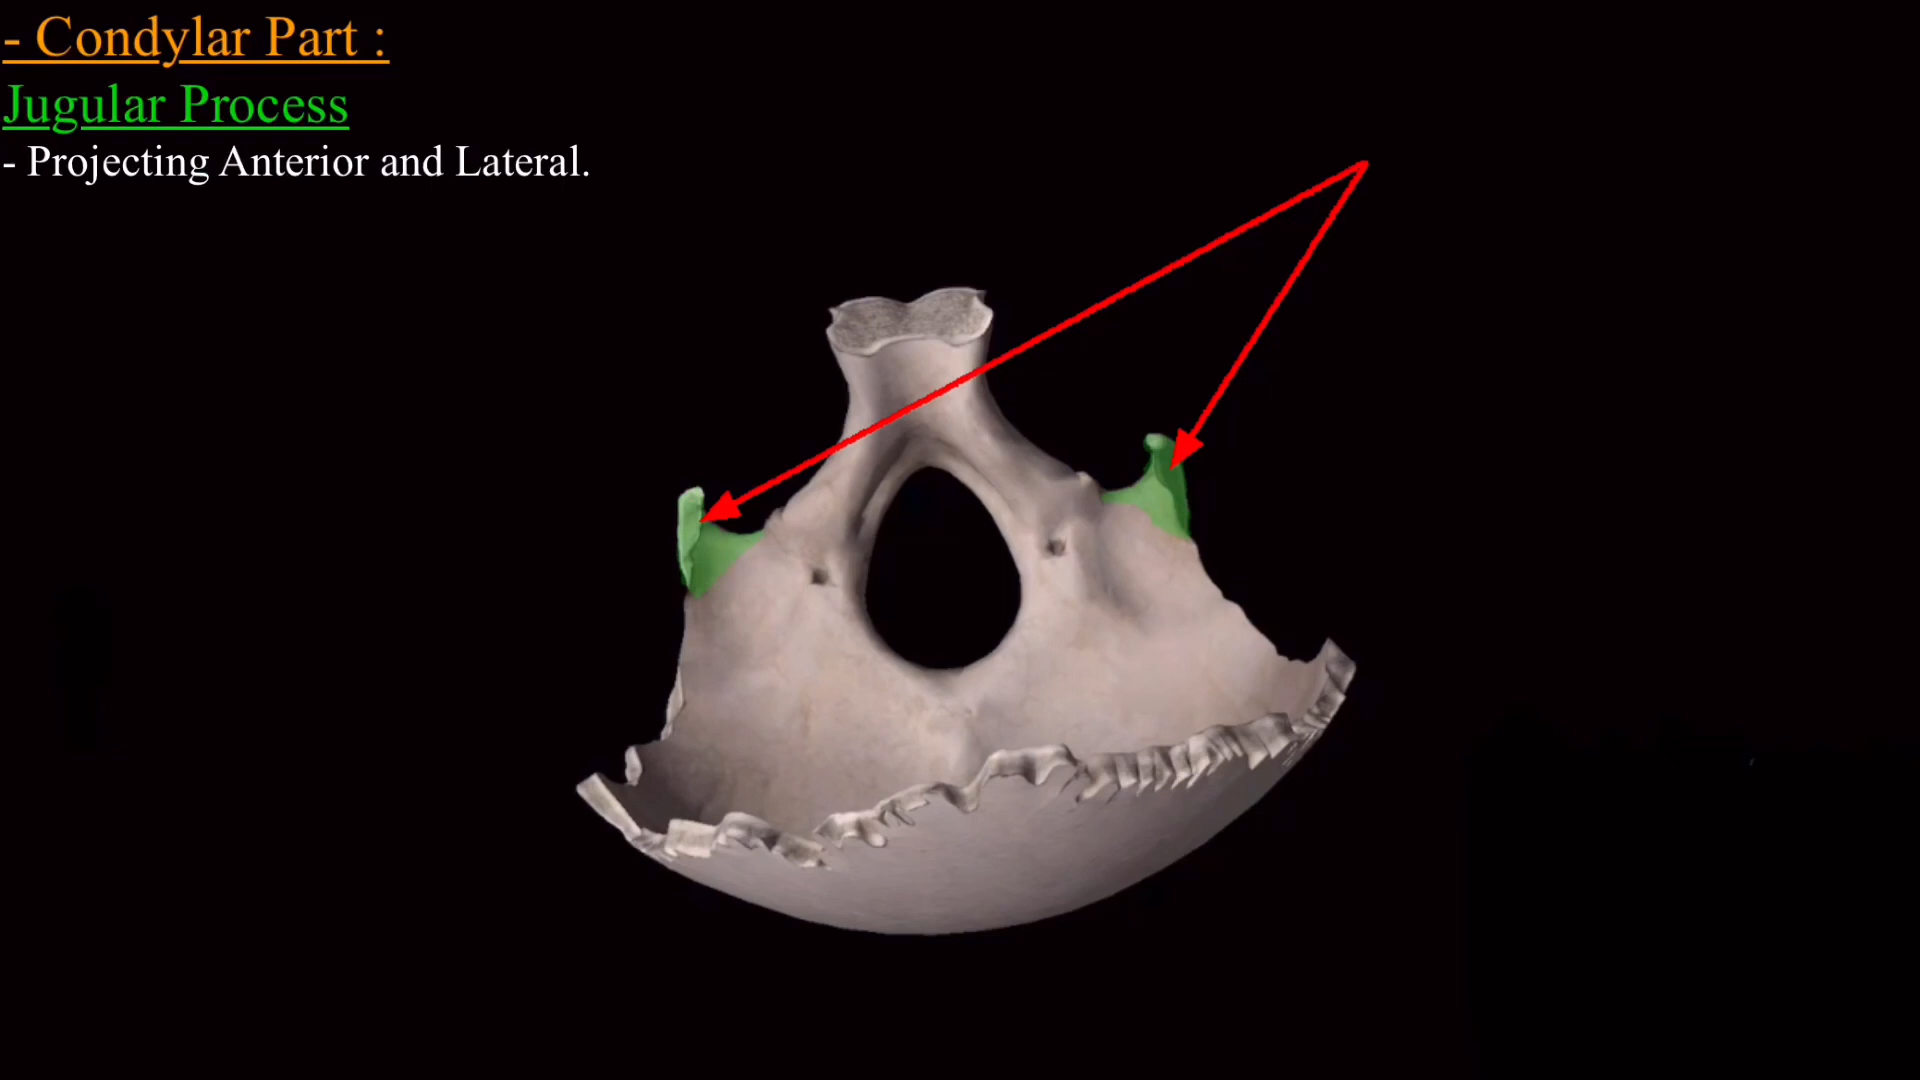 - Condylar Part :
Jugular Process
- Projecting Anterior and Lateral.